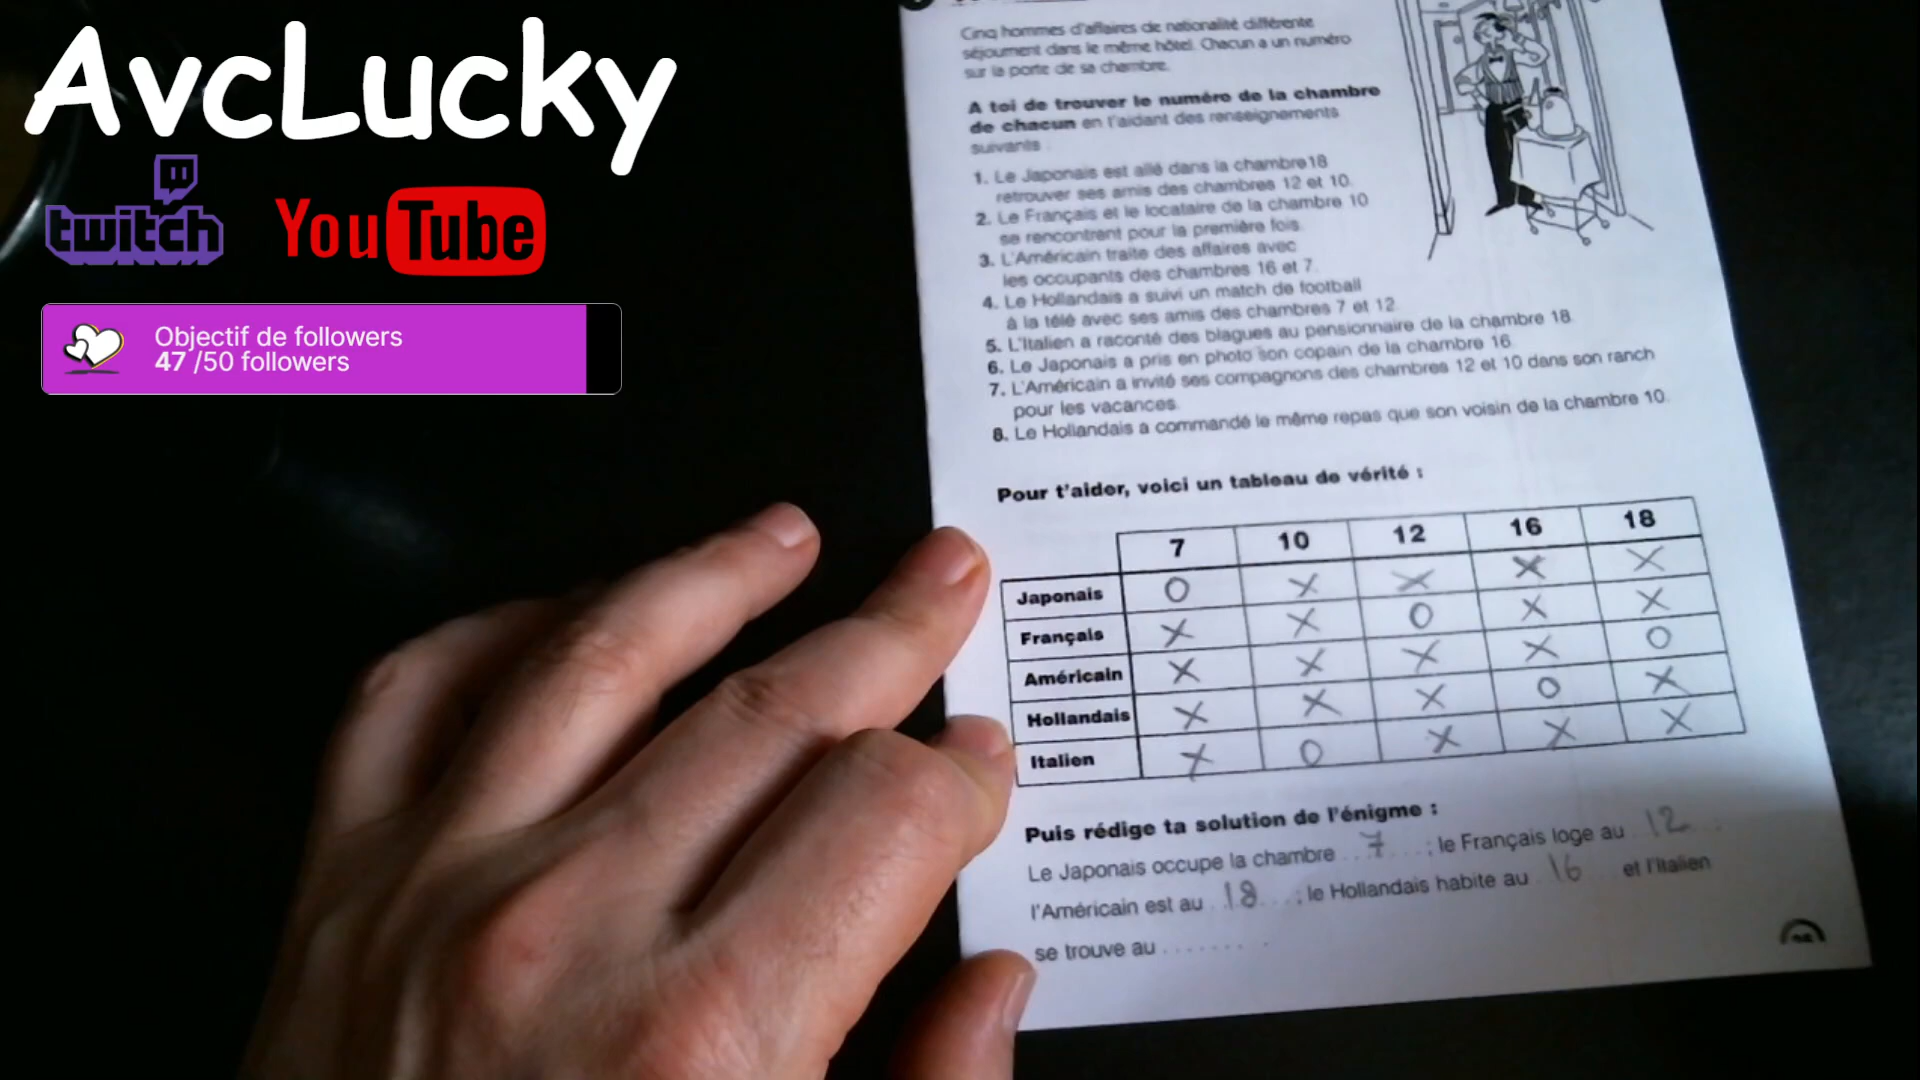 AvcLucky
twitch
YouTube
Objectif de followers
47 /50 followers
Cinq hommes d'affaires de nationalité différente
séjournent dans le même hôtel. Chacun a un numéro
sur la porte de sa chambre.
A toi de trouver le numéro de la chambre
de chacun en t'aidant des renseignements
suivants
1. Le Japonais est allé dans la chambre 18
retrouver ses amis des chambres 12 et 10.
2. Le Français et le locataire de la chambre 10
se rencontrent pour la première fois.
3. L'Américain traite des affaires avec
les occupants des chambres 16 et 7.
4. Le Hollandais a suivi un match de football
à la télé avec ses amis des chambres 7 et 12.
5. L'Italien a raconté des blagues au pensionnaire de la chambre 18.
6. Le Japonais a pris en photo son copain de la chambre 16.
7. L'Américain a invité ses compagnons des chambres 12 et 10 dans son ranch
pour les vacances.
8. Le Hollandais a commandé le même repas que son voisin de la chambre 10.
Pour t'aider, voici un tableau de vérité :
7 10 12 16 18
Japonais O X X X X
Français X X O X X
Américain X X X X O
Hollandais X X X O X
Italien X O X X X
Puis rédige ta solution de l'énigme :
Le Japonais occupe la chambre ...7....; le Français loge au ..12...
l'Américain est au ..18...; le Hollandais habite au ..16.. et l'Italien
se trouve au ........